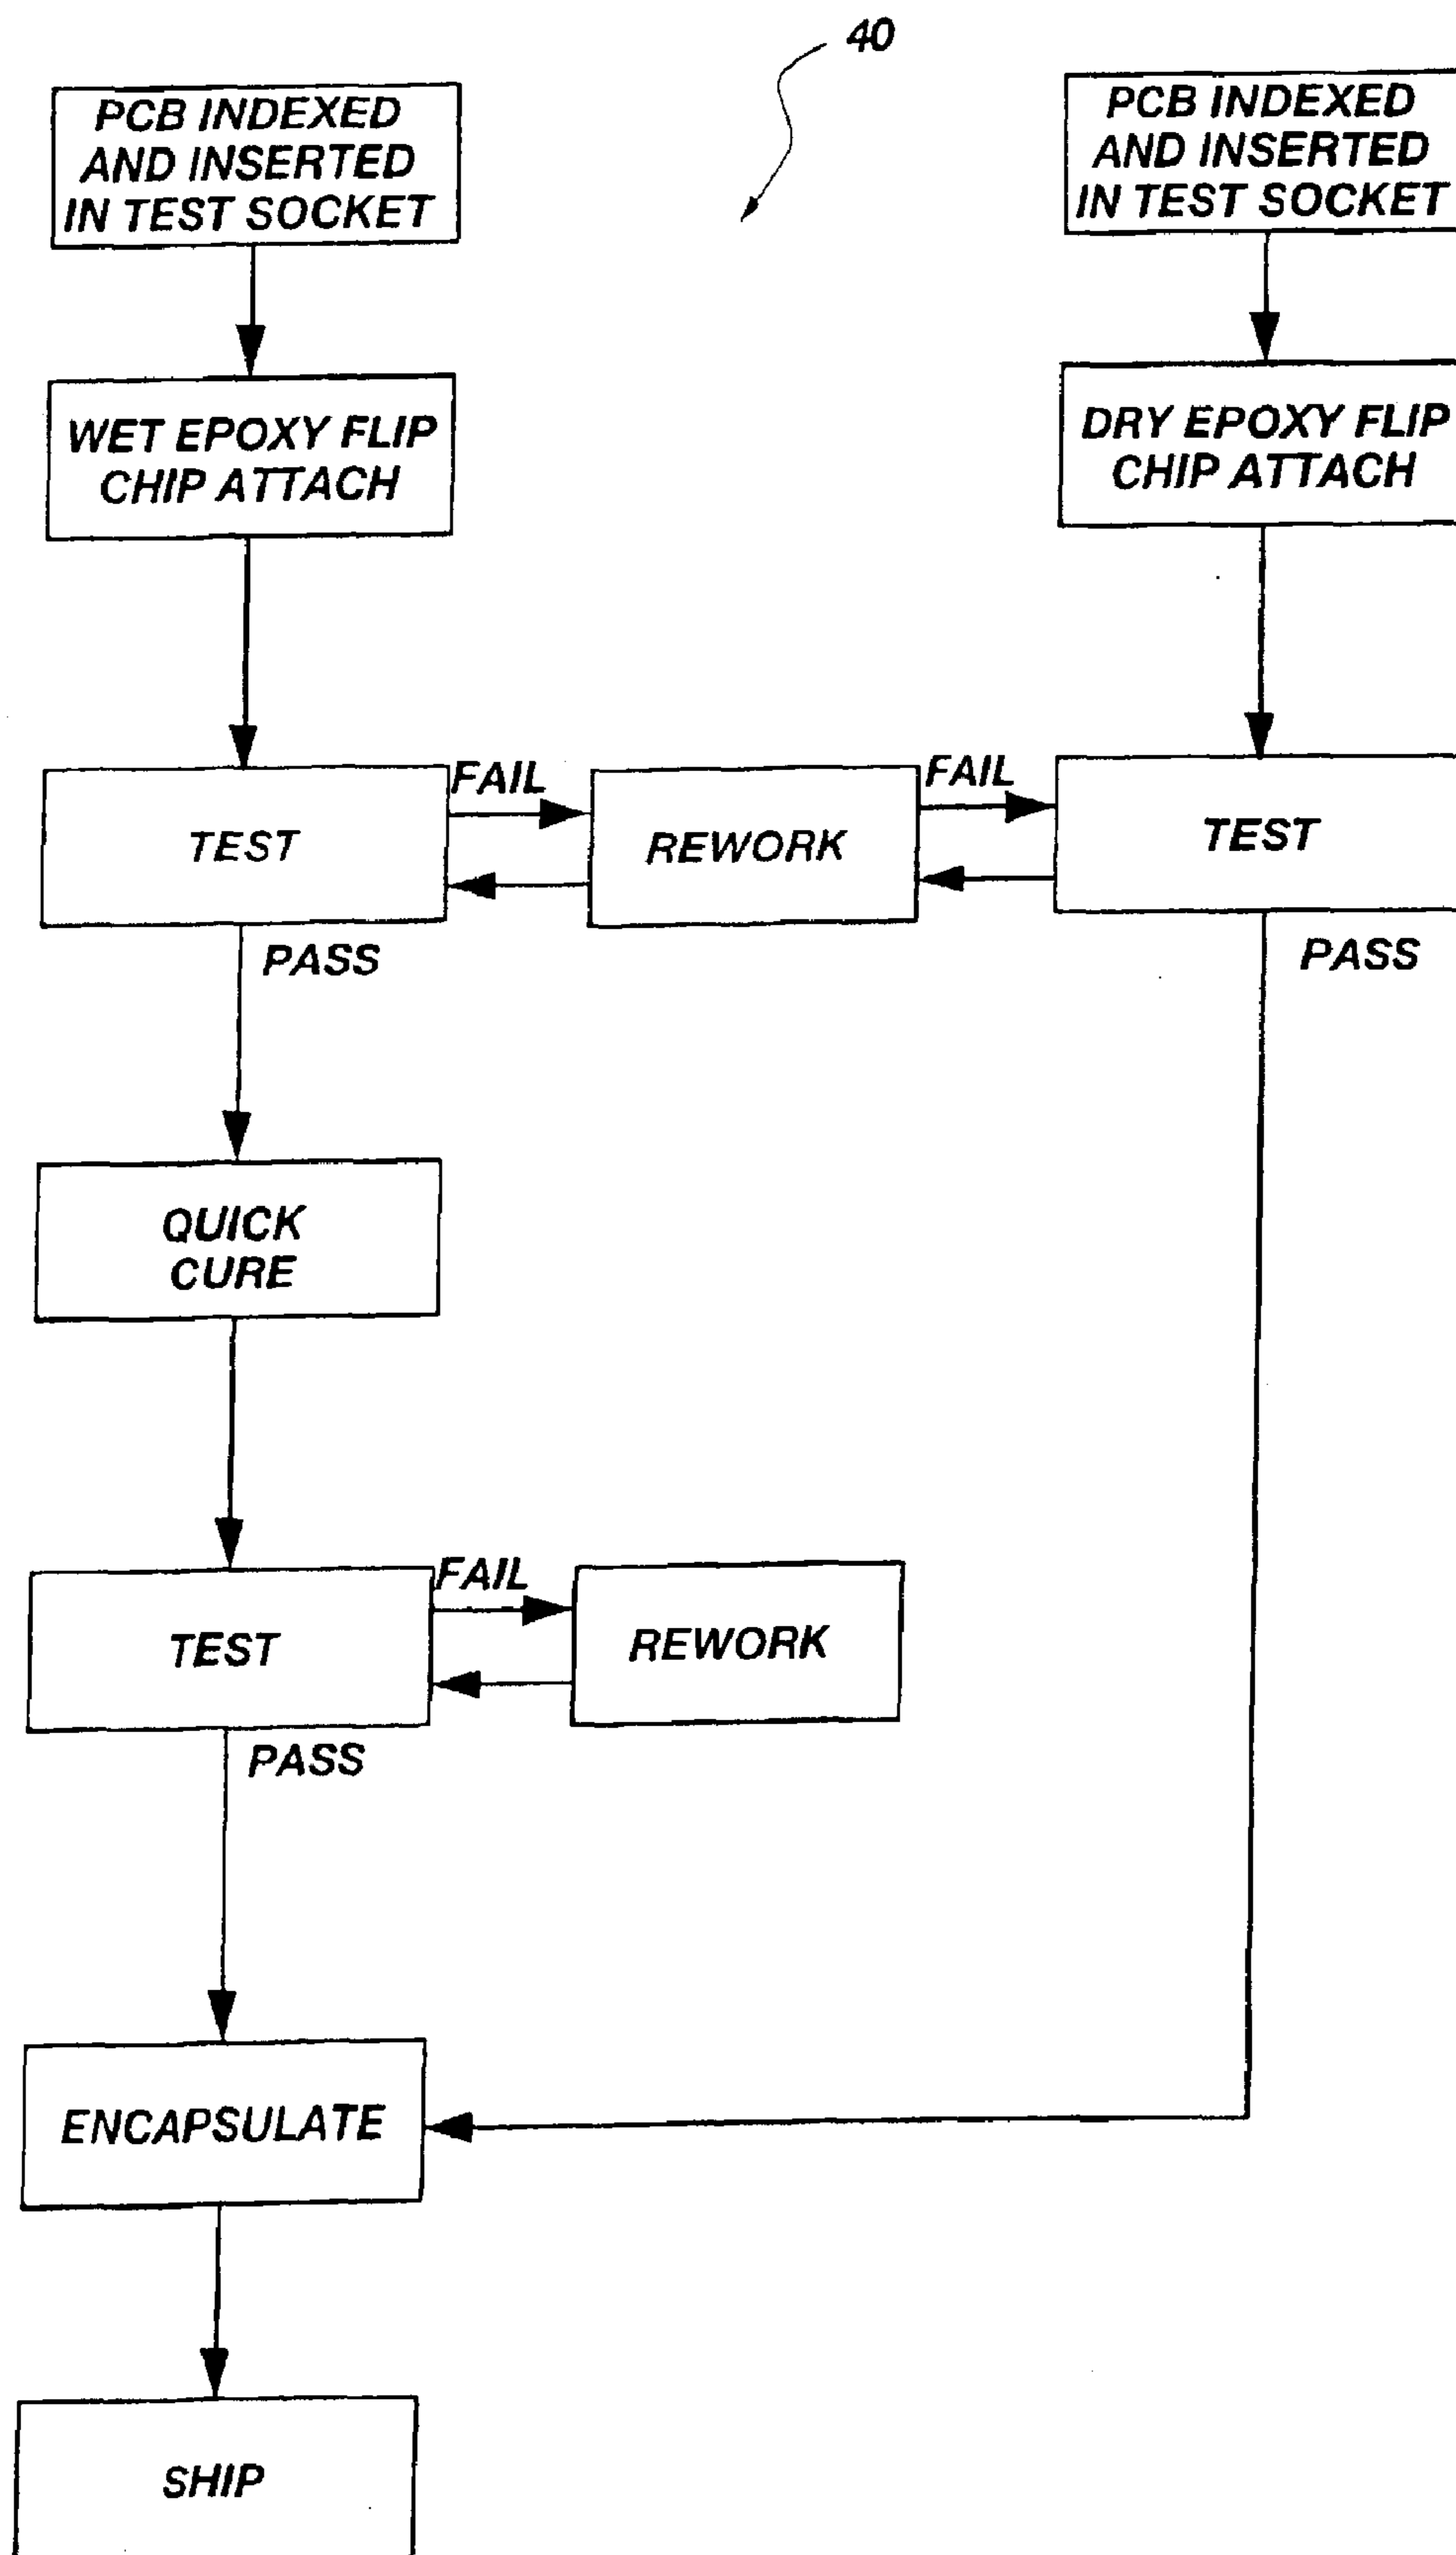 40
PCB INDEXED
AND INSERTED
IN TEST SOCKET
PCB INDEXED
AND INSERTED
IN TEST SOCKET
WET EPOXY FLIP
CHIP ATTACH
DRY EPOXY FLIP
CHIP ATTACH
TEST
FAIL
REWORK
FAIL
TEST
PASS
PASS
QUICK
CURE
TEST
FAIL
REWORK
PASS
ENCAPSULATE
SHIP